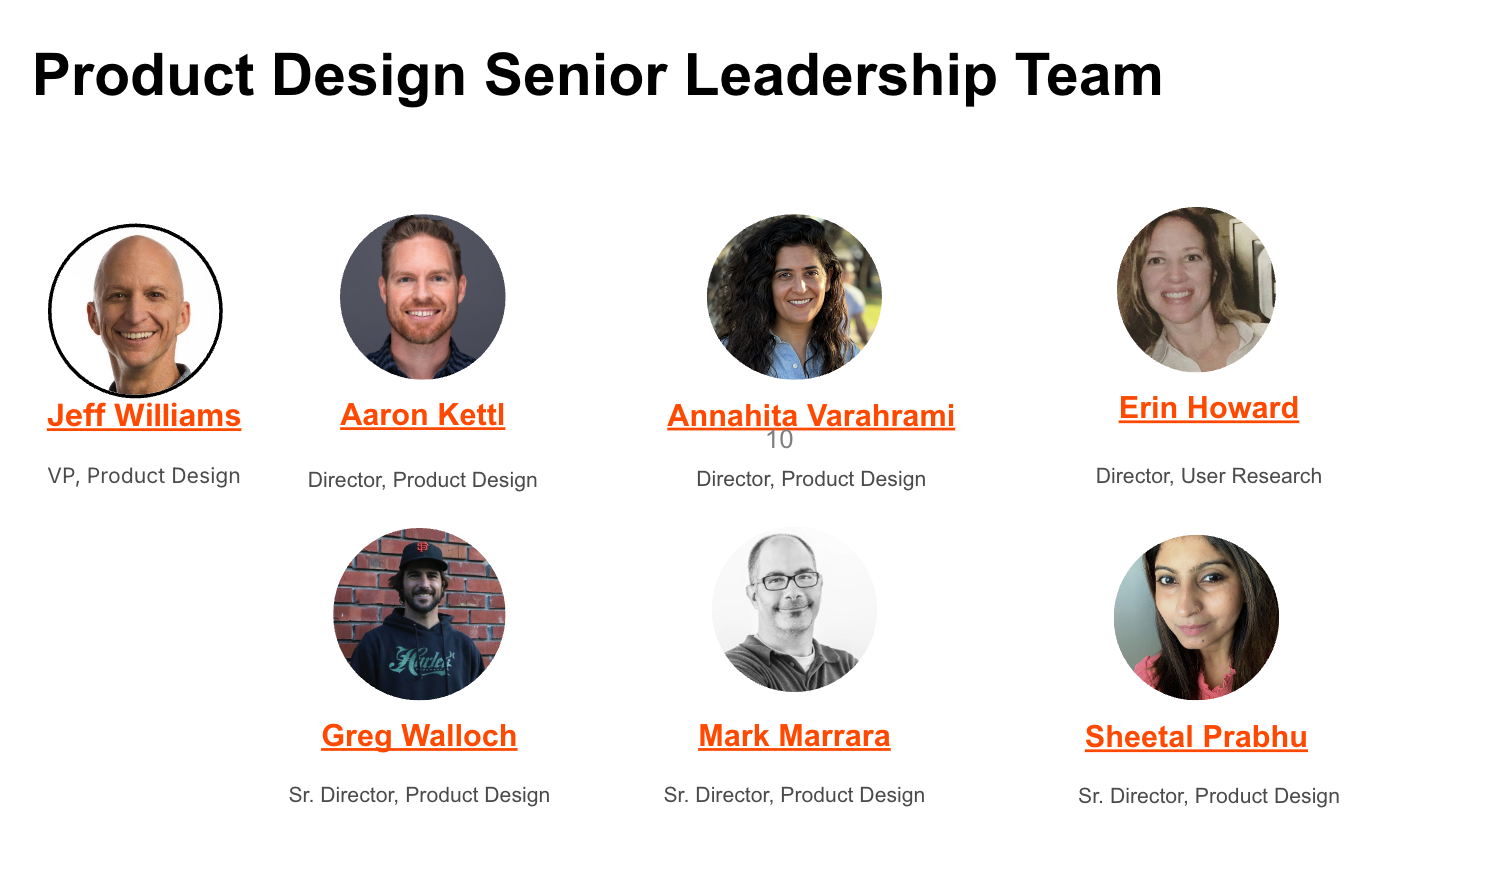 Product Design Senior Leadership Team
Jeff Williams
VP, Product Design
Aaron Kettl
Director, Product Design
Annahita Varahrami
10
Director, Product Design
Erin Howard
Director, User Research
SF
Hurley
Greg Walloch
Sr. Director, Product Design
Mark Marrara
Sr. Director, Product Design
Sheetal Prabhu
Sr. Director, Product Design